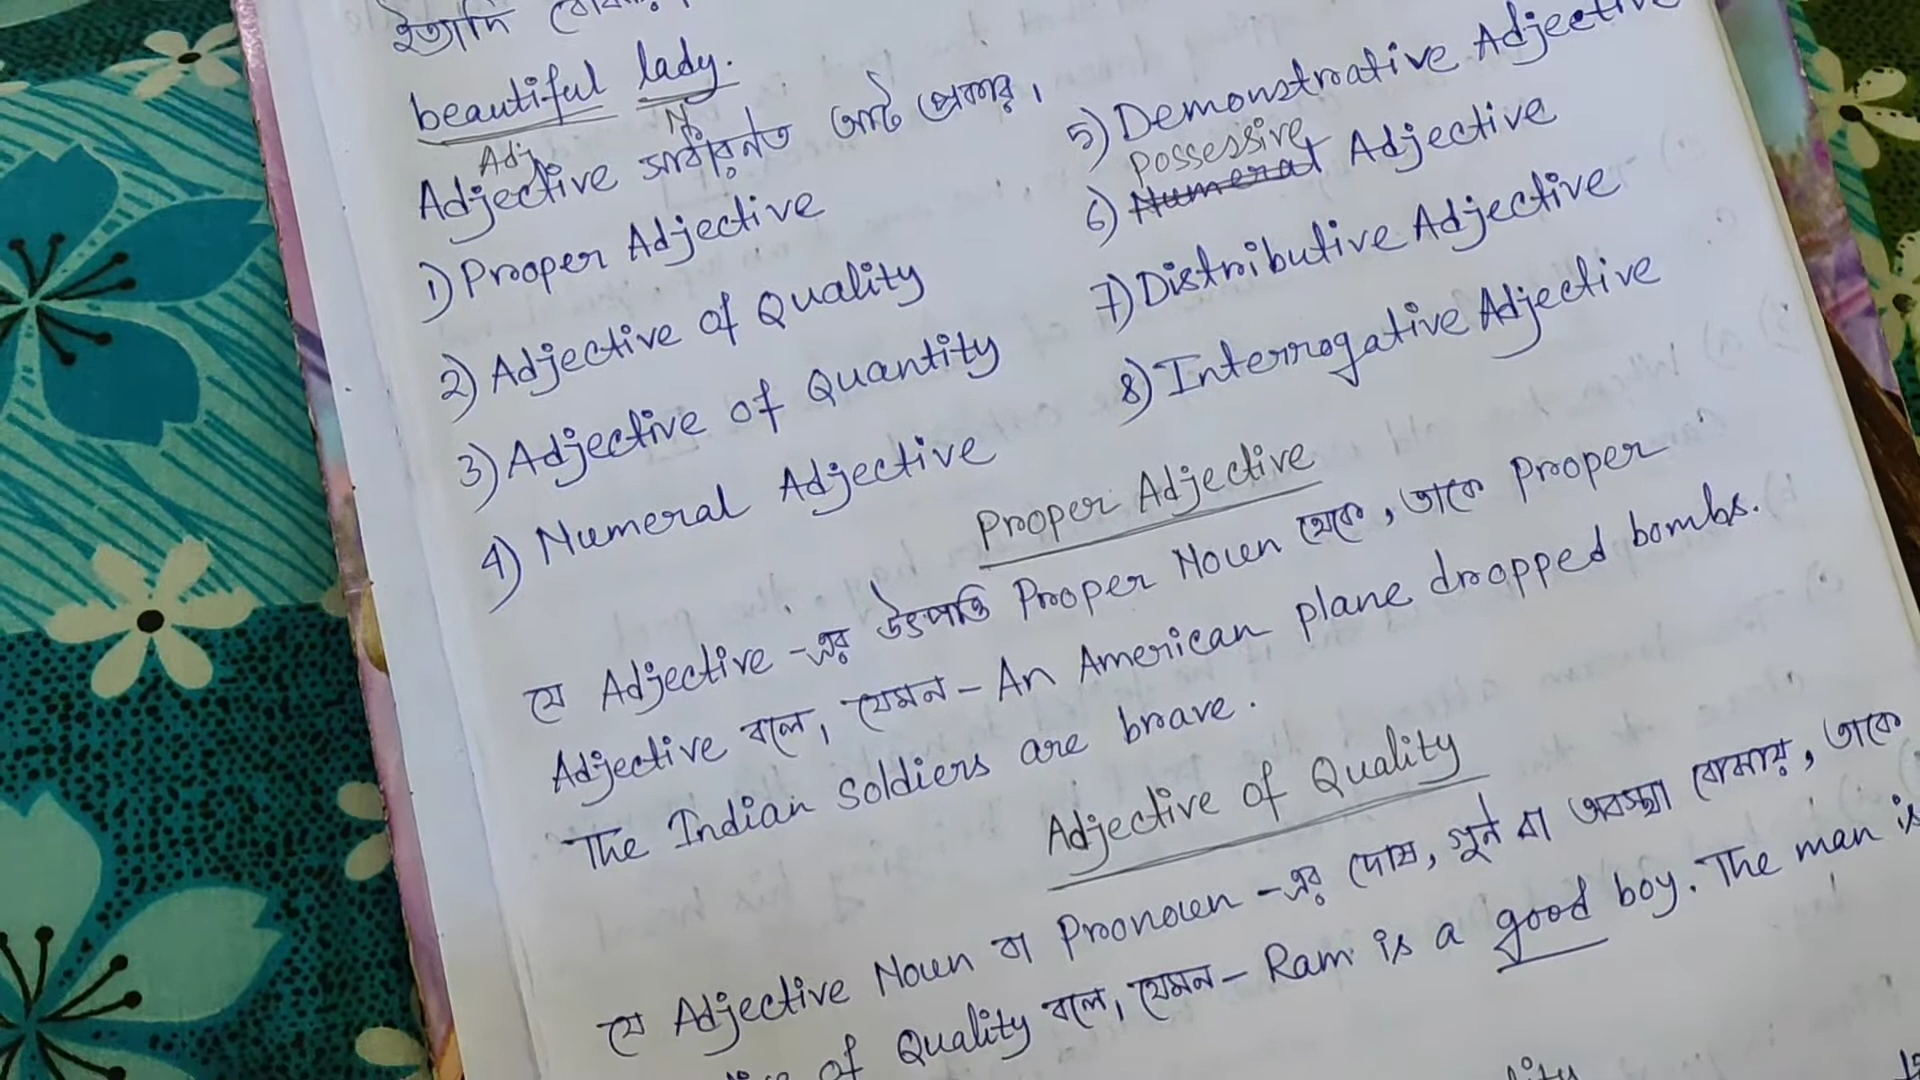 ইত্যাদি
beautiful lady.
Adj. N.
Adjective সাধারনত আট প্রকার।
1) Proper Adjective
2) Adjective of Quality
3) Adjective of Quantity
4) Numeral Adjective
5) Demonstrative Adjective
possessive
6) Numeral Adjective
7) Distributive Adjective
8) Interrogative Adjective
Proper Adjective
যে Adjective-এর উৎপত্তি Proper Noun থেকে, তাকে Proper
Adjective বলে, যেমন- An American plane dropped bombs.
The Indian soldiers are brave.
Adjective of Quality
যে Adjective Noun বা Pronoun-এর দোষ, গুন বা অবস্থা বোঝায়, তাকে
of Quality বলে, যেমন- Ram is a good boy. The man is